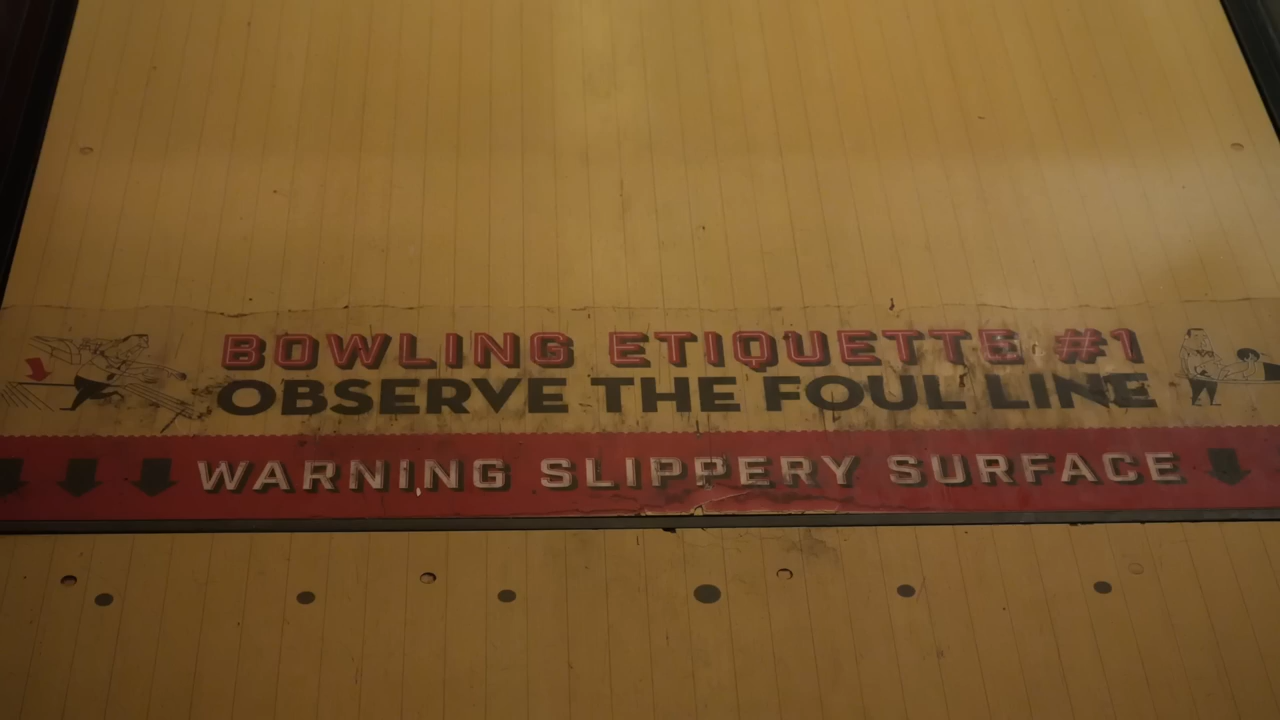 BOWLING ETIQUETTE #1
OBSERVE THE FOUL LINE
WARNING SLIPPERY SURFACE